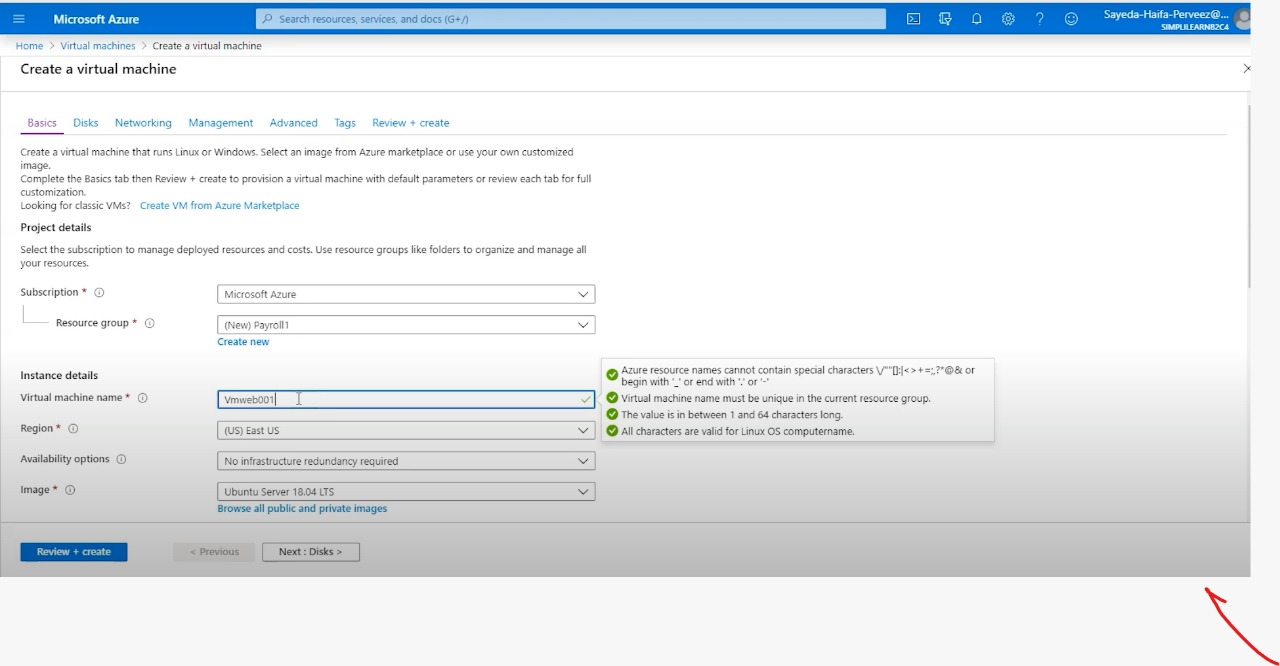 Microsoft Azure
Search resources, services, and docs (G+/)
Sayeda-Haifa-Perveez@...
SIMPLILEARNB2C4
Home > Virtual machines > Create a virtual machine
Create a virtual machine
Basics Disks Networking Management Advanced Tags Review + create
Create a virtual machine that runs Linux or Windows. Select an image from Azure marketplace or use your own customized
image.
Complete the Basics tab then Review + create to provision a virtual machine with default parameters or review each tab for full
customization.
Looking for classic VMs? Create VM from Azure Marketplace
Project details
Select the subscription to manage deployed resources and costs. Use resource groups like folders to organize and manage all
your resources.
Subscription * Microsoft Azure
Resource group * (New) Payroll1
Create new
Instance details
Virtual machine name * Vmweb001
Azure resource names cannot contain special characters \/""[]:|<>+=;,?*@& or
begin with '_' or end with '.' or '-'
Virtual machine name must be unique in the current resource group.
The value is in between 1 and 64 characters long.
All characters are valid for Linux OS computername.
Region * (US) East US
Availability options No infrastructure redundancy required
Image * Ubuntu Server 18.04 LTS
Browse all public and private images
Review + create < Previous Next : Disks >